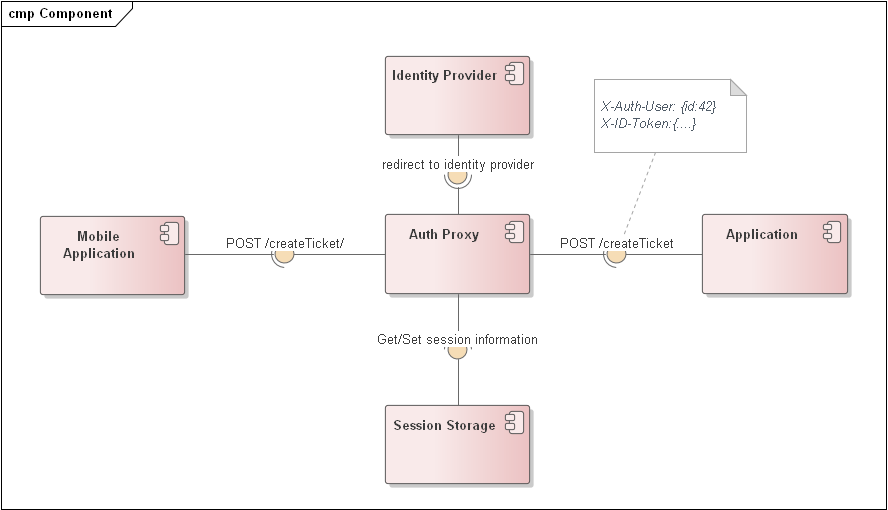 cmp Component
Identity Provider
X-Auth-User: {id:42}
X-ID-Token:{....}
redirect to identity provider
Mobile
Application
POST /createTicket/
Auth Proxy
POST /createTicket
Application
Get/Set session information
Session Storage